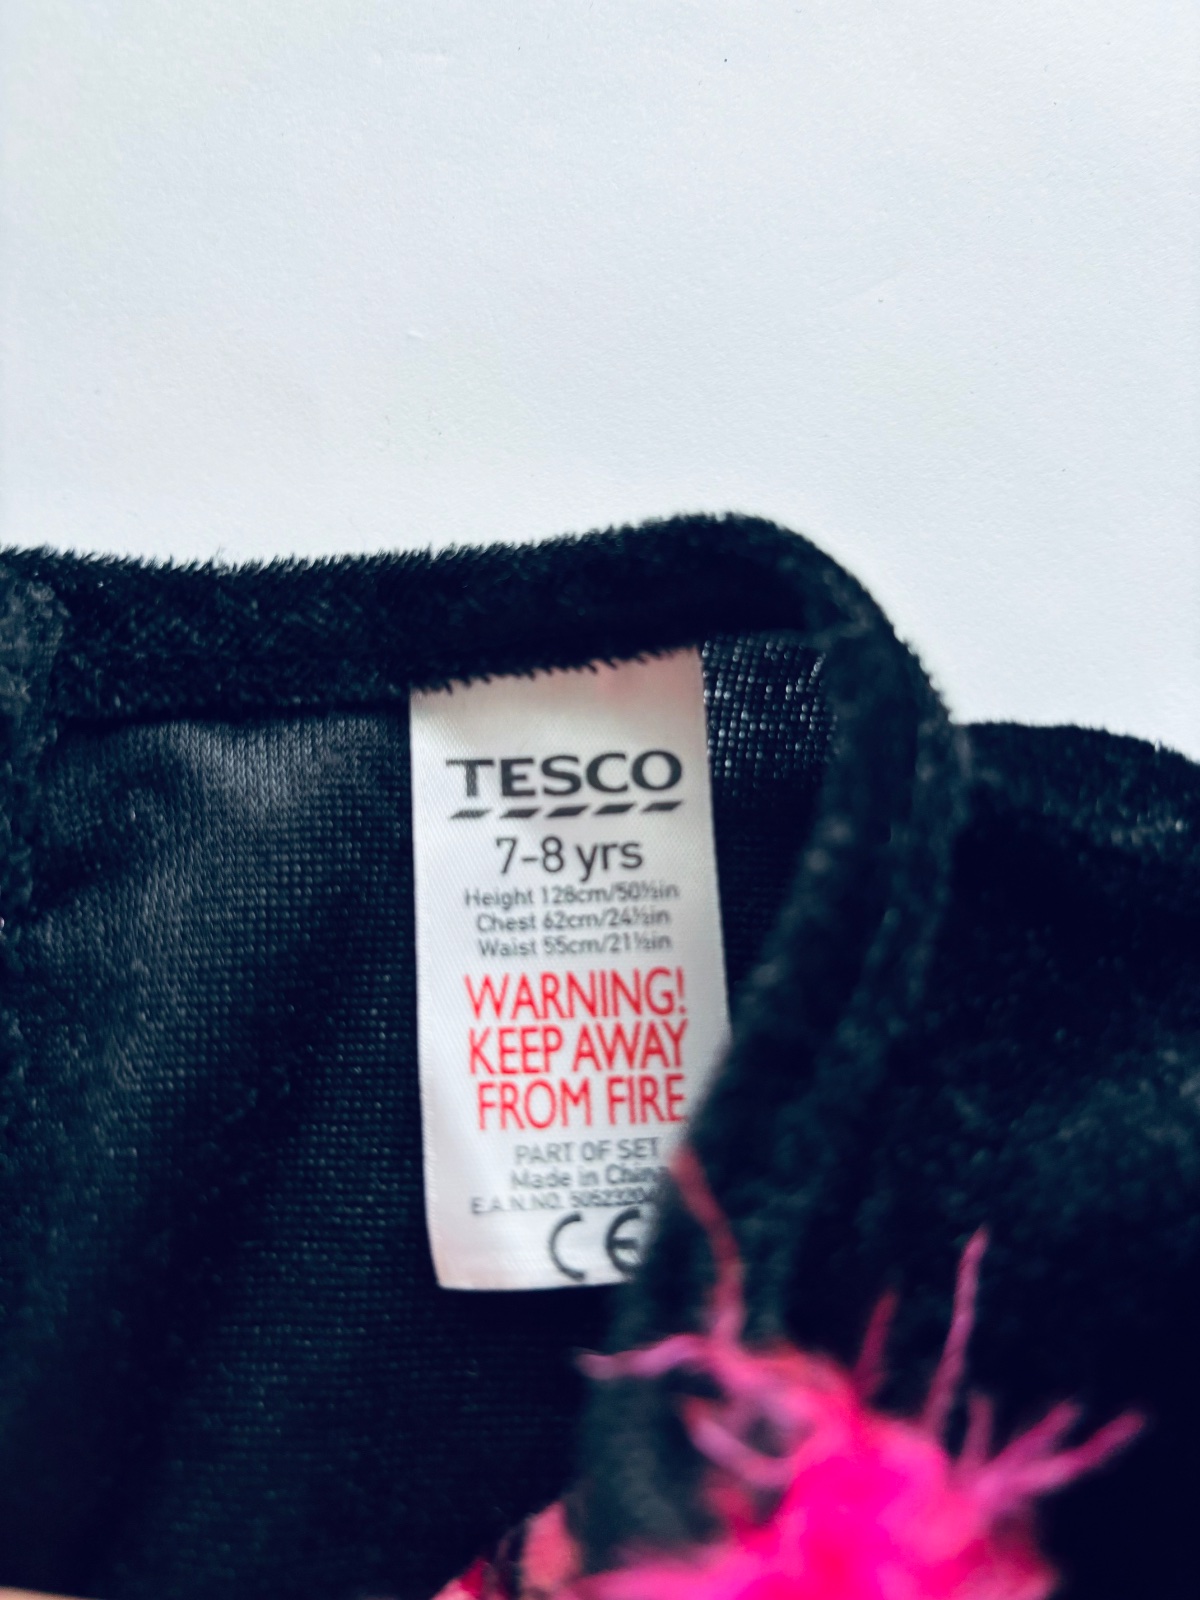 TESCO
7-8 yrs
Height 128cm/50½in
Chest 62cm/24½in
Waist 55cm/21½in
WARNING!
KEEP AWAY
FROM FIRE
PART OF SET
Made in China
E.A.N.NO.
CE